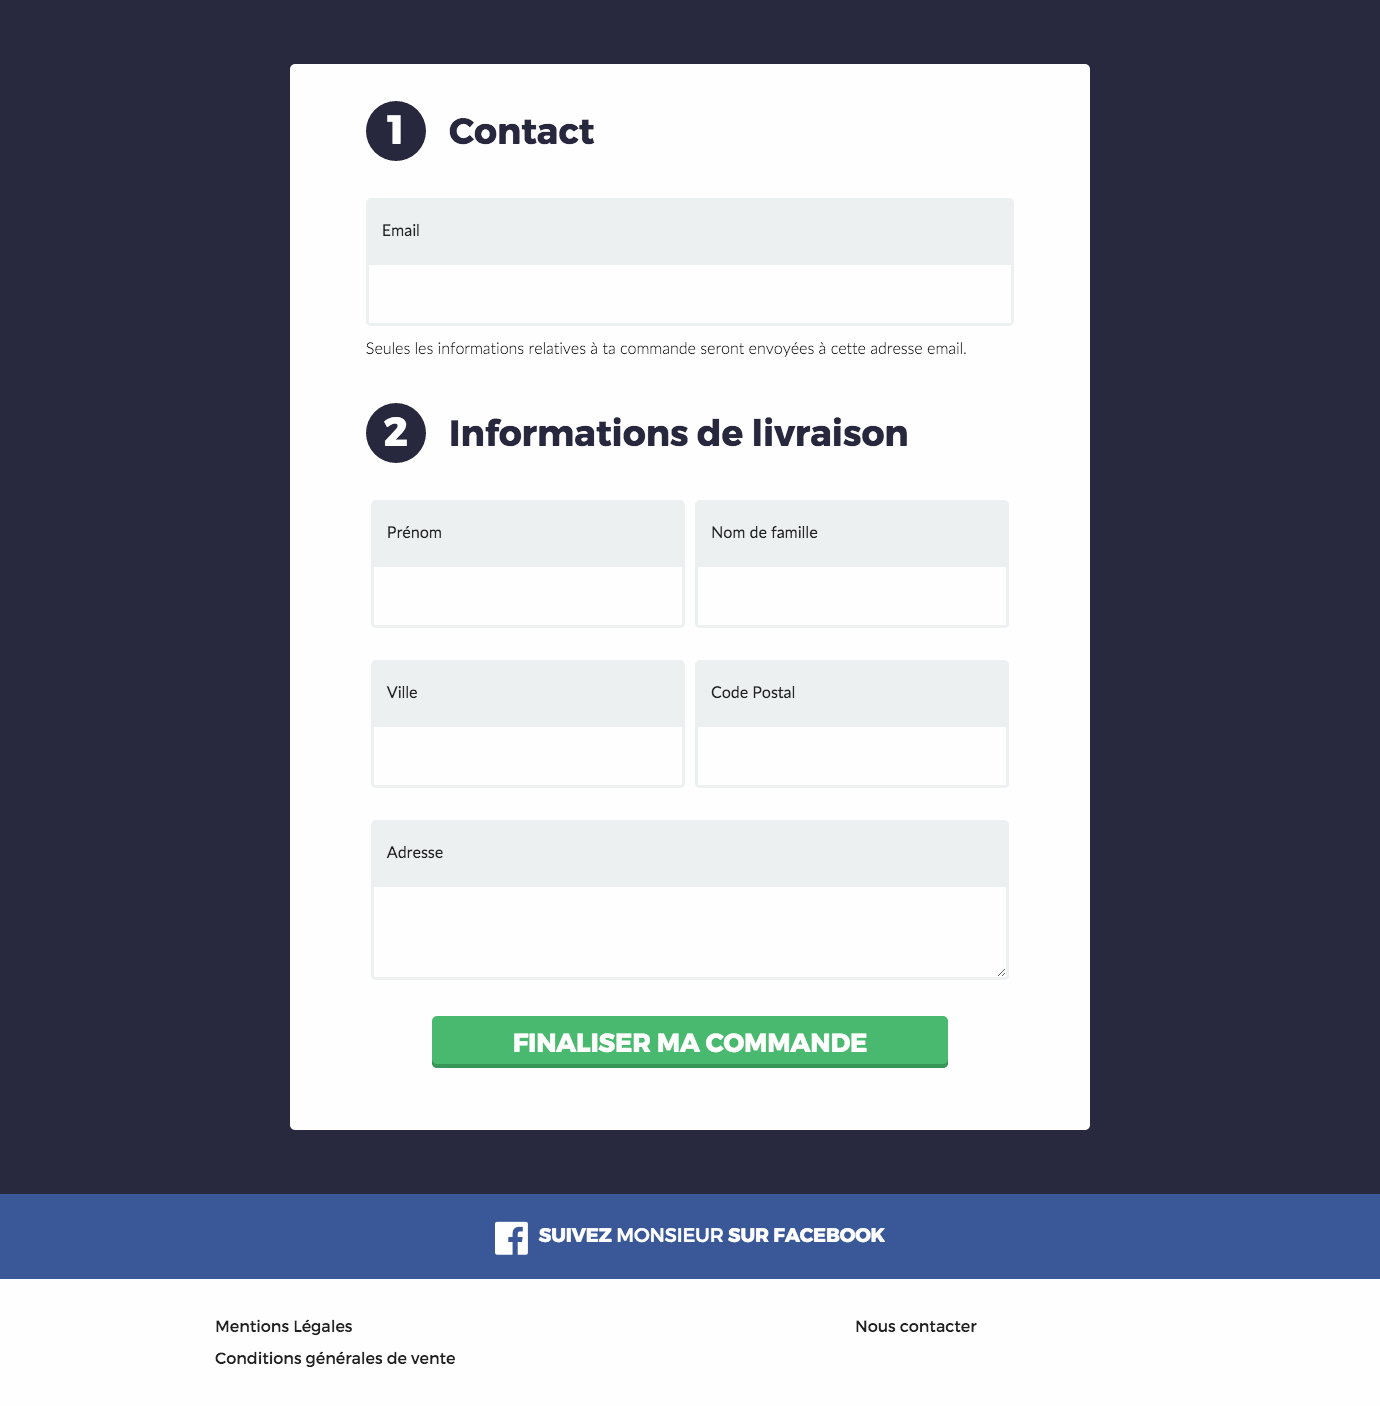 1 Contact
Email
Seules les informations relatives à ta commande seront envoyées à cette adresse email.
2 Informations de livraison
Prénom Nom de famille
Ville Code Postal
Adresse
FINALISER MA COMMANDE
SUIVEZ MONSIEUR SUR FACEBOOK
Mentions Légales Nous contacter
Conditions générales de vente